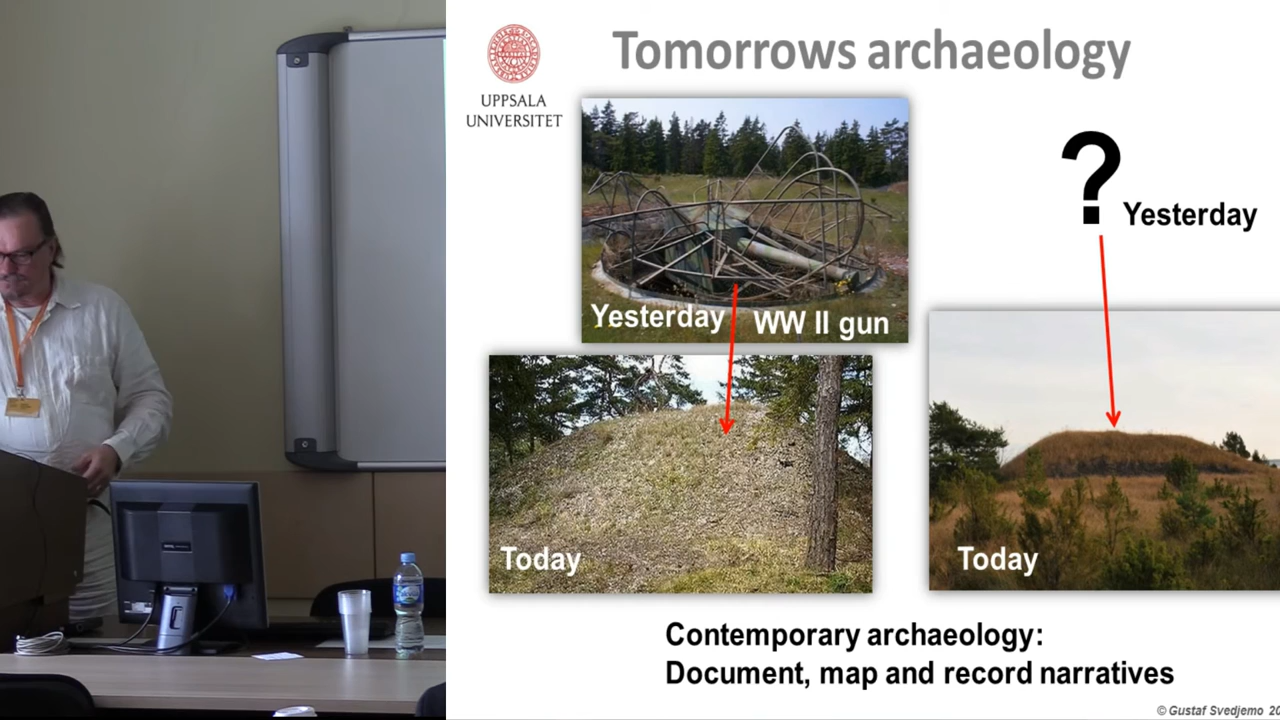 Tomorrows archaeology
UPPSALA
UNIVERSITET
?
Yesterday
Yesterday
WW II gun
Today
Today
Contemporary archaeology:
Document, map and record narratives
© Gustaf Svedjemo 20